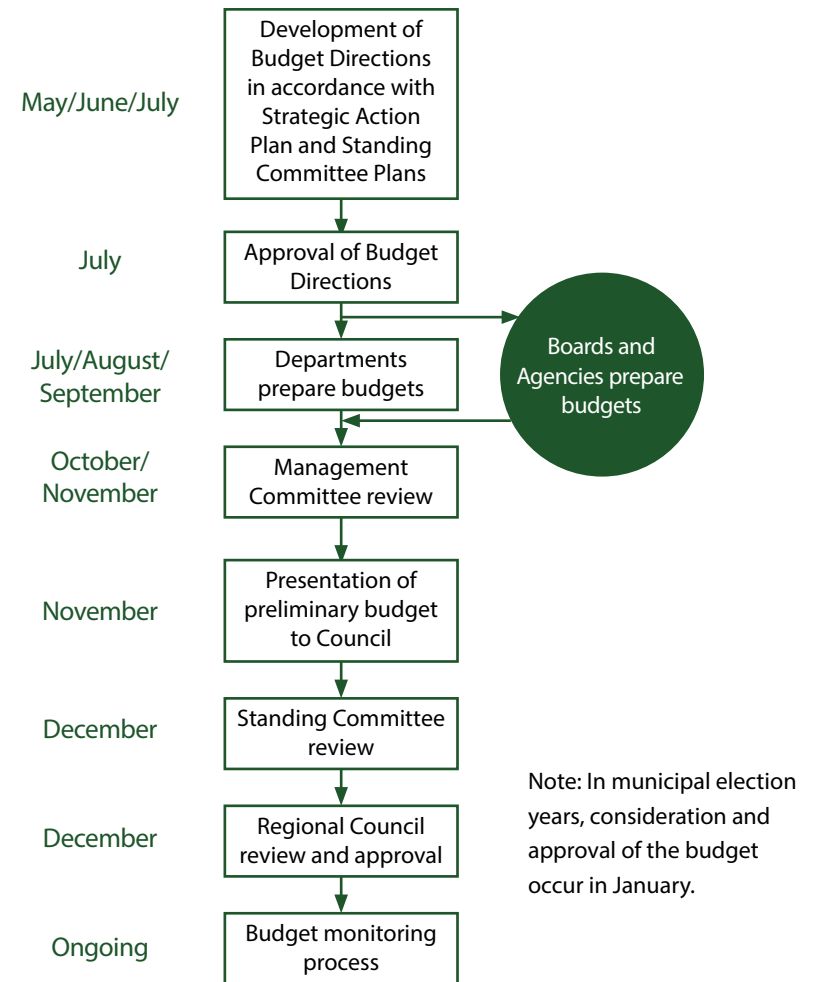 May/June/July
Development of
Budget Directions
in accordance with
Strategic Action
Plan and Standing
Committee Plans
July
Approval of Budget
Directions
July/August/
September
Departments
prepare budgets
Boards and
Agencies prepare
budgets
October/
November
Management
Committee review
November
Presentation of
preliminary budget
to Council
December
Standing Committee
review
December
Regional Council
review and approval
Note: In municipal election
years, consideration and
approval of the budget
occur in January.
Ongoing
Budget monitoring
process